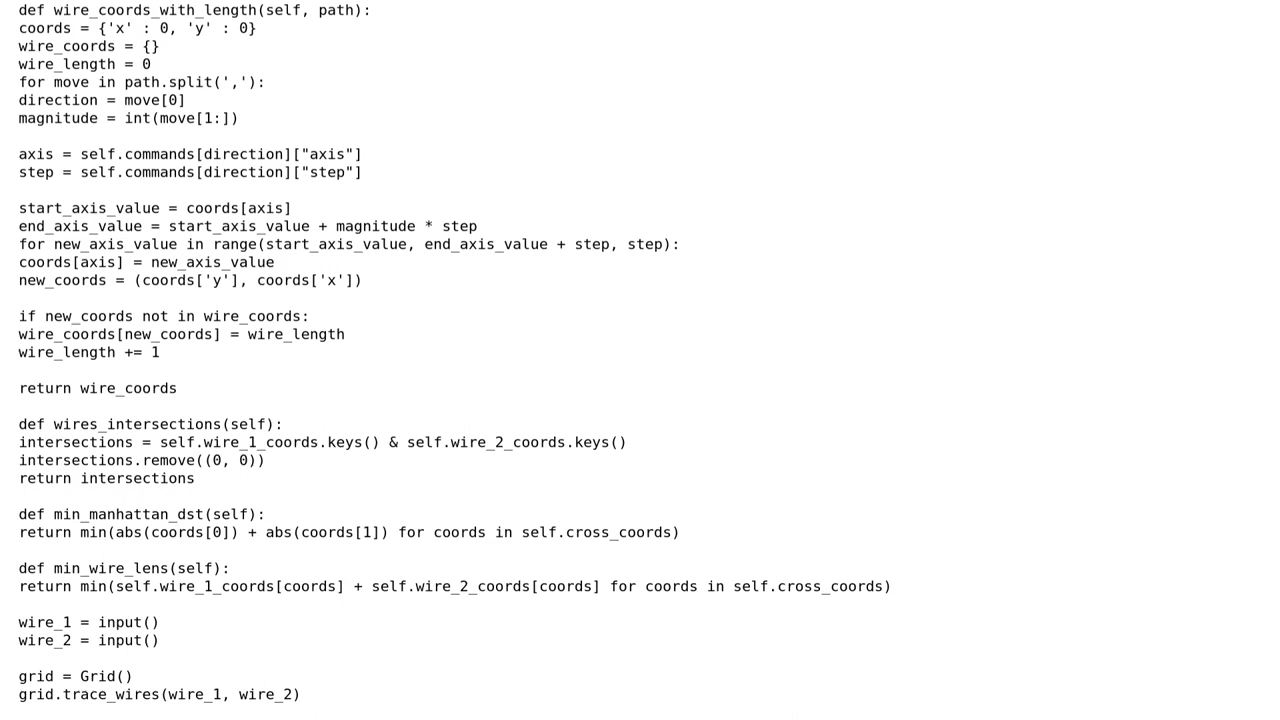 def wire_coords_with_length(self, path):
coords = {'x' : 0, 'y' : 0}
wire_coords = {}
wire_length = 0
for move in path.split(','):
direction = move[0]
magnitude = int(move[1:])
axis = self.commands[direction]["axis"]
step = self.commands[direction]["step"]
start_axis_value = coords[axis]
end_axis_value = start_axis_value + magnitude * step
for new_axis_value in range(start_axis_value, end_axis_value + step, step):
coords[axis] = new_axis_value
new_coords = (coords['y'], coords['x'])
if new_coords not in wire_coords:
wire_coords[new_coords] = wire_length
wire_length += 1
return wire_coords
def wires_intersections(self):
intersections = self.wire_1_coords.keys() & self.wire_2_coords.keys()
intersections.remove((0, 0))
return intersections
def min_manhattan_dst(self):
return min(abs(coords[0]) + abs(coords[1]) for coords in self.cross_coords)
def min_wire_lens(self):
return min(self.wire_1_coords[coords] + self.wire_2_coords[coords] for coords in self.cross_coords)
wire_1 = input()
wire_2 = input()
grid = Grid()
grid.trace_wires(wire_1, wire_2)